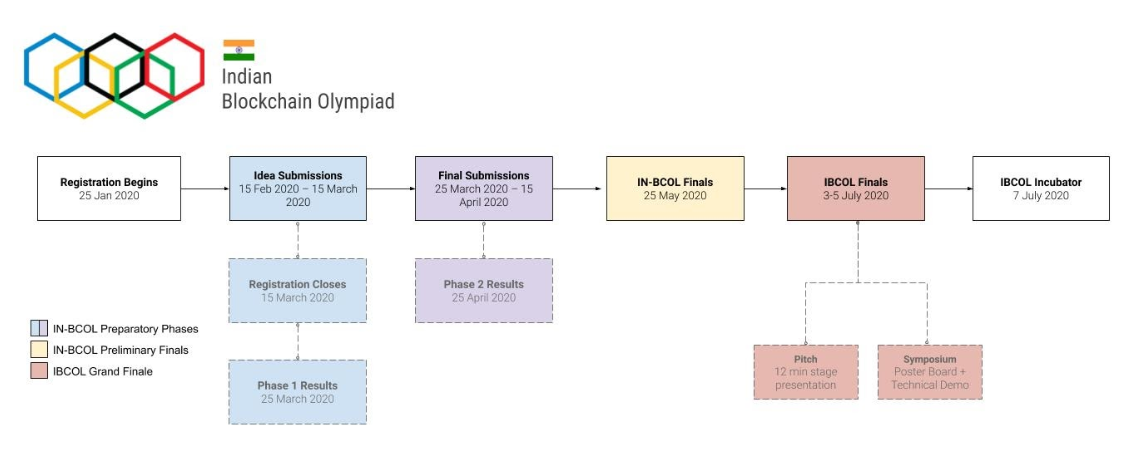 Indian
Blockchain Olympiad
Registration Begins
25 Jan 2020
Idea Submissions
15 Feb 2020 – 15 March
2020
Final Submissions
25 March 2020 – 15
April 2020
IN-BCOL Finals
25 May 2020
IBCOL Finals
3-5 July 2020
IBCOL Incubator
7 July 2020
Registration Closes
15 March 2020
Phase 2 Results
25 April 2020
Phase 1 Results
25 March 2020
Pitch
12 min stage
presentation
Symposium
Poster Board +
Technical Demo
IN-BCOL Preparatory Phases
IN-BCOL Preliminary Finals
IBCOL Grand Finale